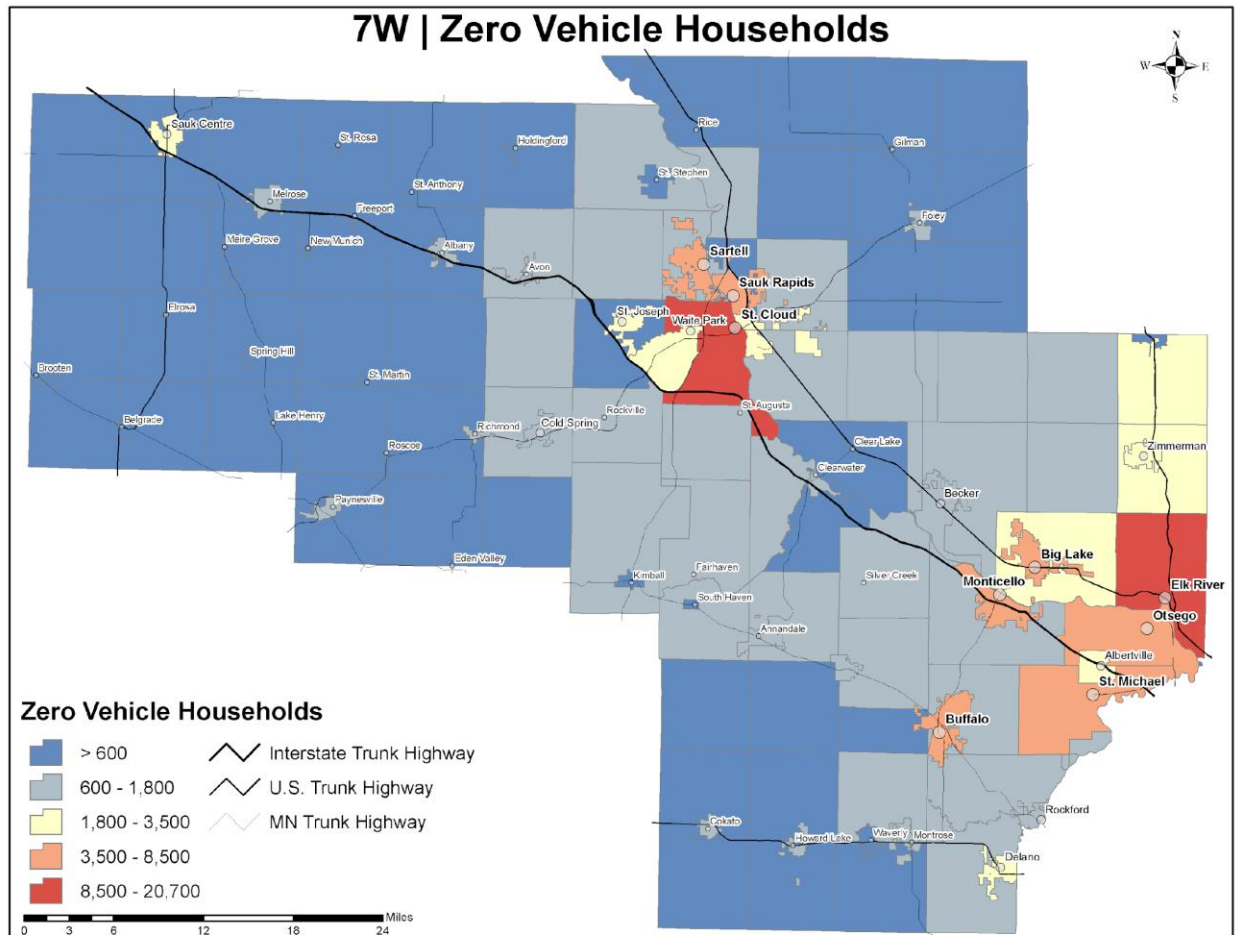 7W | Zero Vehicle Households
N
W E
S
Rice
Sauk Centre
St. Rosa
Holdingford
Gilman
St. Stephen
St. Anthony
Melrose
Freeport
Foley
Meire Grove
New Munich
Albany
Sartell
Avon
Sauk Rapids
Elrosa
St. Joseph
Waite Park
St. Cloud
Spring Hill
Brooten
St. Martin
St. Augusta
Belgrade
Lake Henry
Rockville
Cold Spring
Richmond
Clear Lake
Zimmerman
Roscoe
Clearwater
Paynesville
Becker
Eden Valley
Big Lake
Fairhaven
Kimball
Silver Creek
Monticello
Elk River
South Haven
Otsego
Annandale
Albertville
St. Michael
Buffalo
Rockford
Cokato
Howard Lake
Waverly
Montrose
Delano
Zero Vehicle Households
> 600
Interstate Trunk Highway
600 - 1,800
U.S. Trunk Highway
1,800 - 3,500
MN Trunk Highway
3,500 - 8,500
8,500 - 20,700
Miles
0 3 6 12 18 24